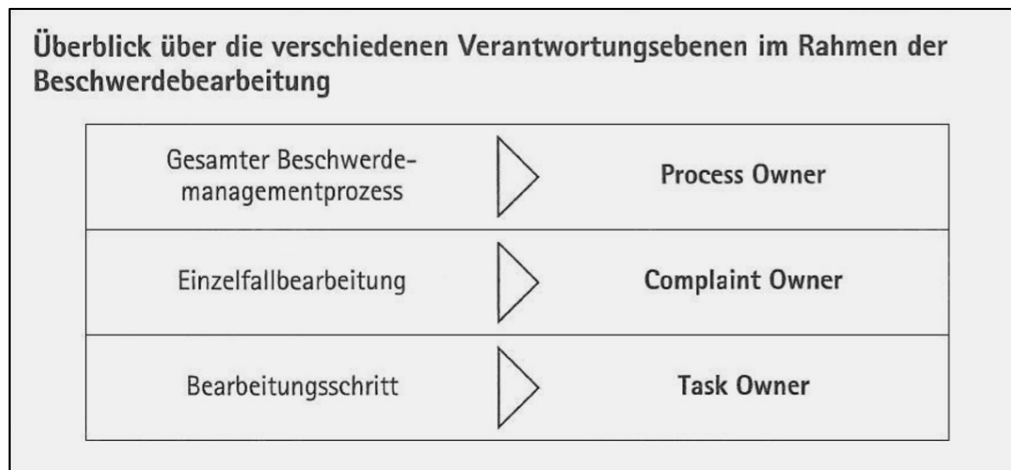 Überblick über die verschiedenen Verantwortungsebenen im Rahmen der
Beschwerdebearbeitung
Gesamter Beschwerde-
managementprozess
Process Owner
Einzelfallbearbeitung
Complaint Owner
Bearbeitungsschritt
Task Owner